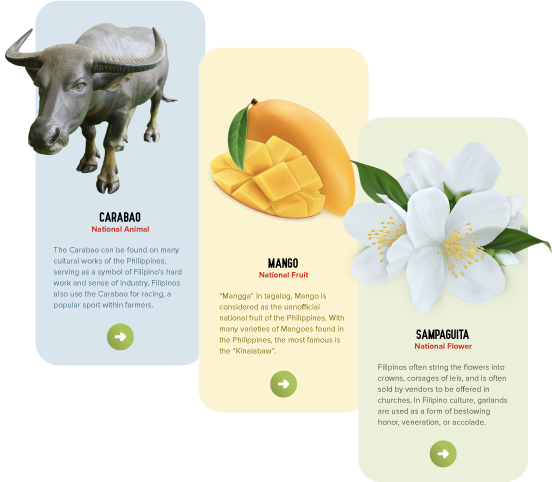 CARABAO
National Animal
The Carabao can be found on many
cultural works of the Philippines,
serving as a symbol of Filipino's hard
work and sense of industry. Filipinos
also use the Carabao for racing, a
popular sport within farmers.
MANGO
National Fruit
"Mangga" in tagalog, Mango is
considered as the unnofficial
national fruit of the Philippines. With
many varieties of Mangoes found in
the Philippines, the most famous is
the "Kinalabaw".
SAMPAGUITA
National Flower
Filipinos often string the flowers into
crowns, corsages of leis, and is often
sold by vendors to be offered in
churches. In Filipino culture, garlands
are used as a form of bestowing
honor, veneration, or accolade.